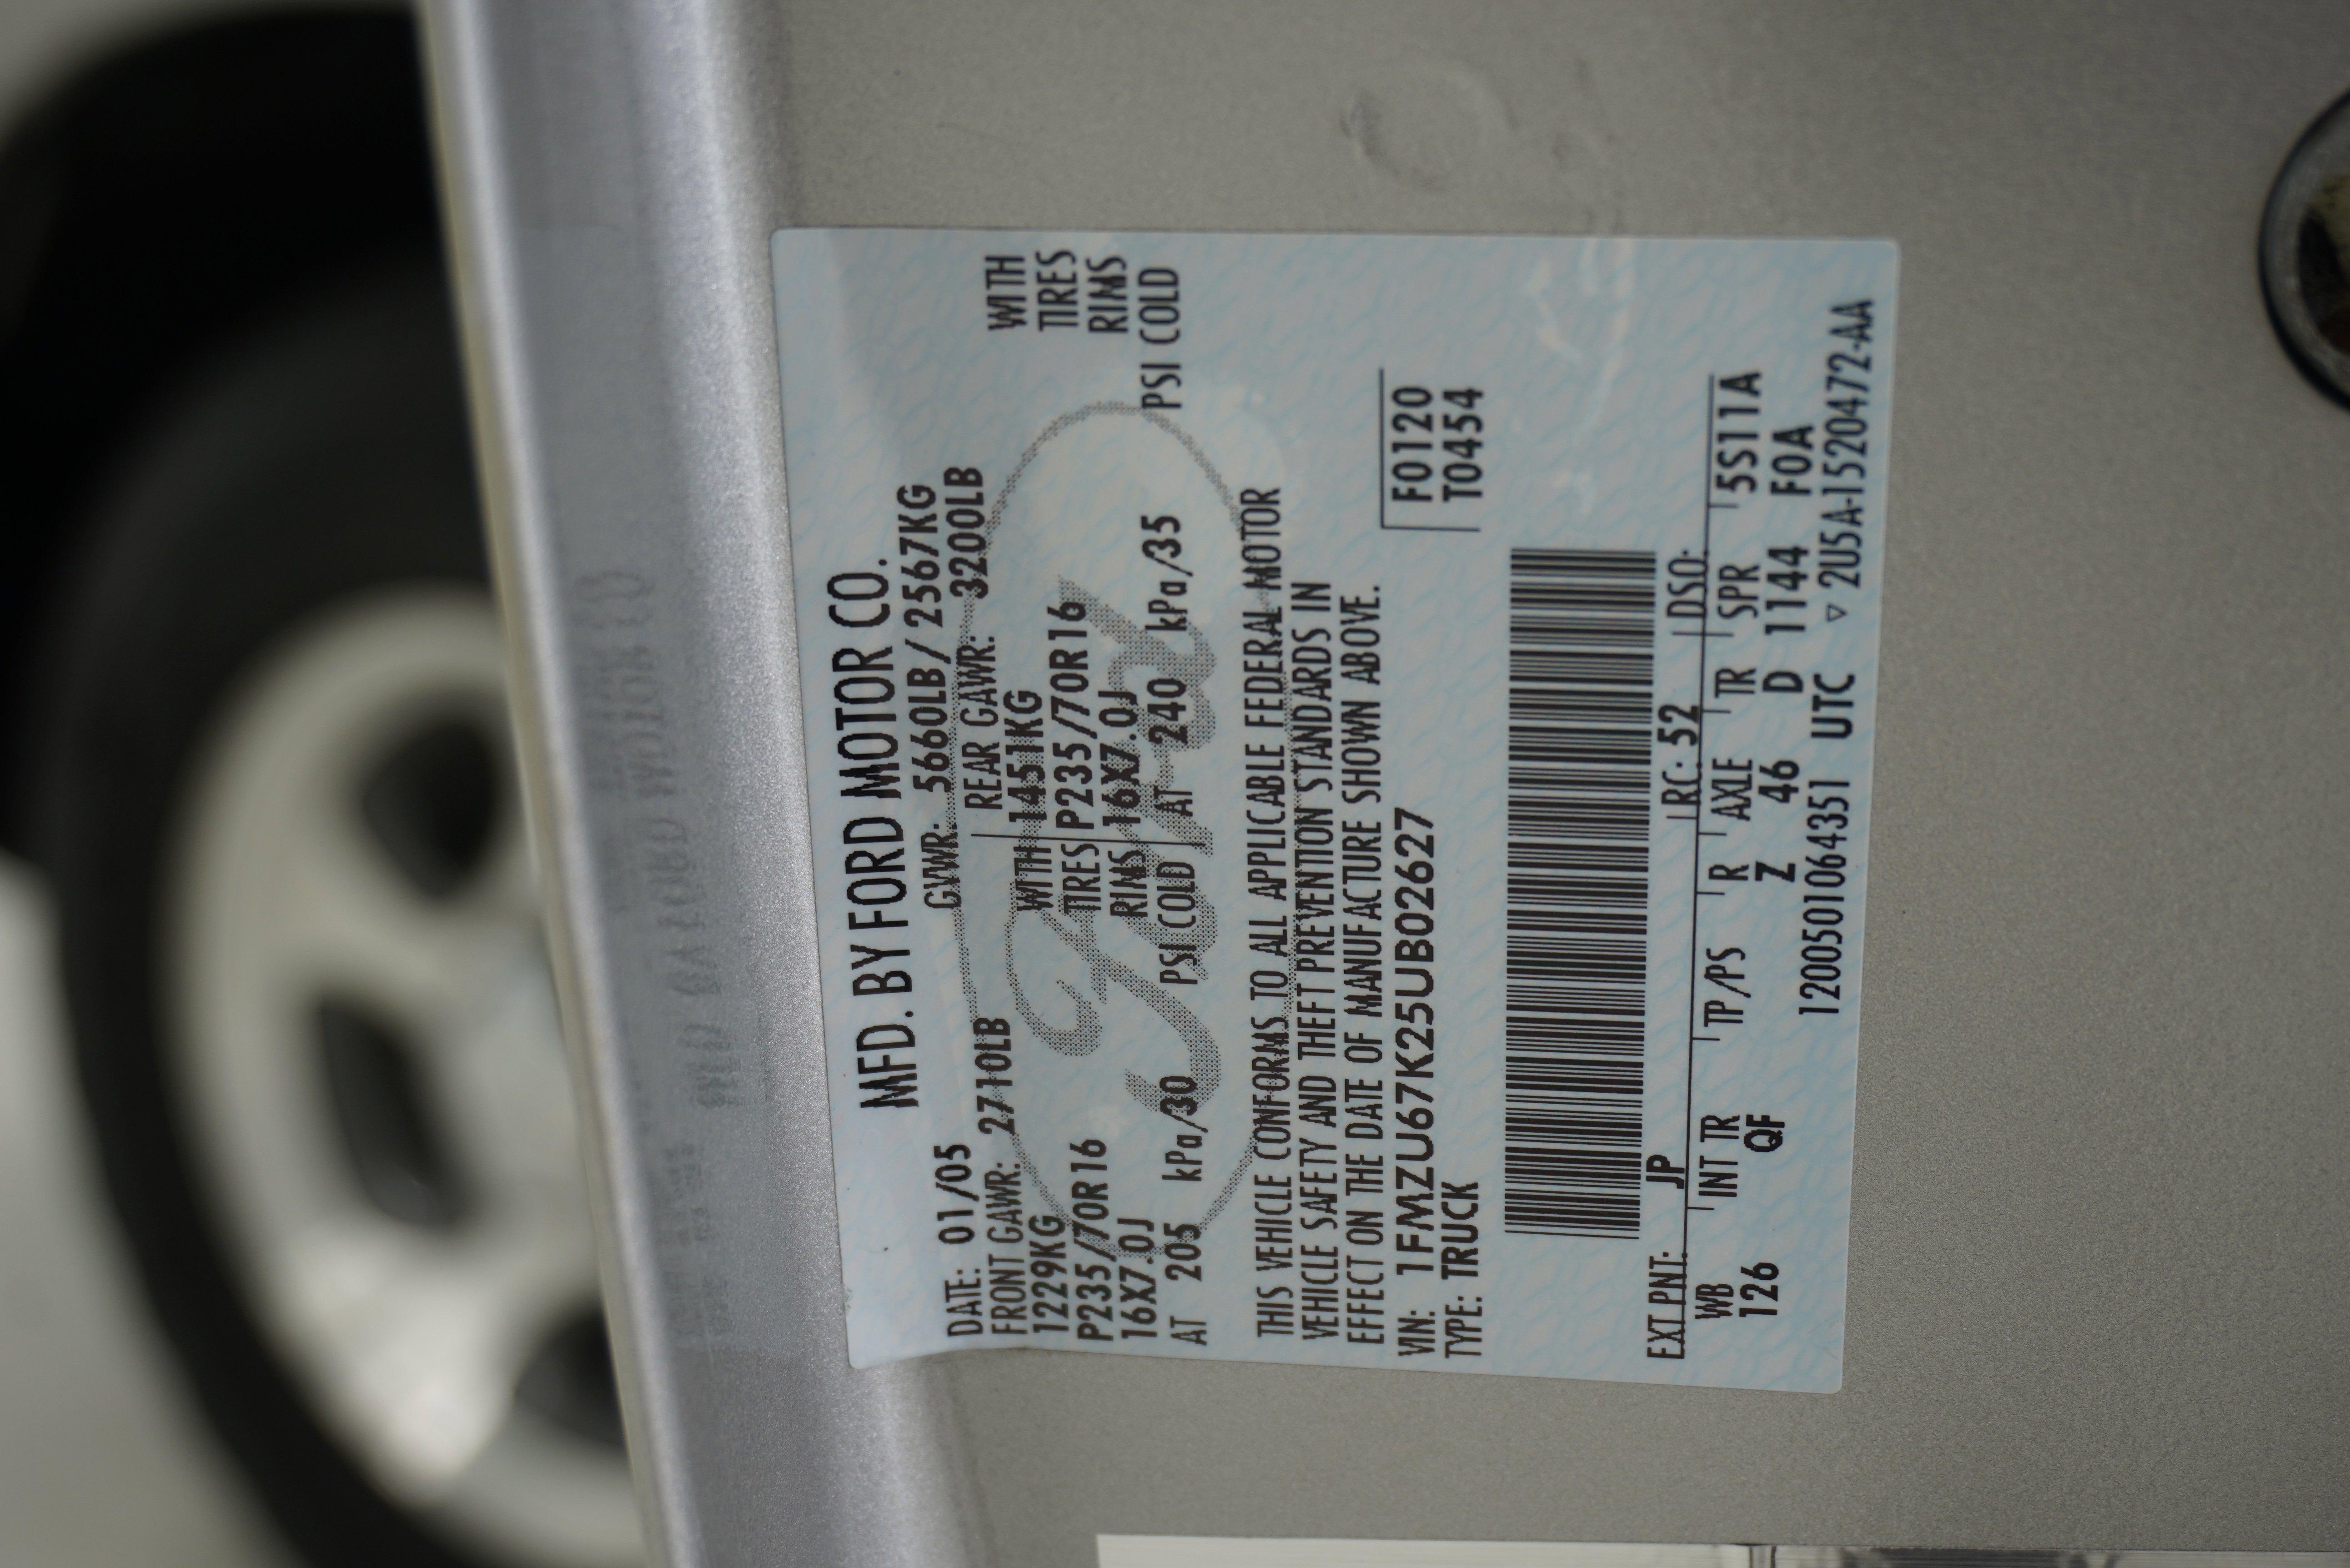 MFD. BY FORD MOTOR CO.
DATE: 01/05 GVWR: 5660LB/ 2567KG
FRONT GAWR: 2710LB REAR GAWR: 3200LB
1229KG WITH 1451KG WITH
P235/70R16 TIRES P235/70R16 TIRES
16X7.0J RIMS 16X7.0J RIMS
AT 205 kPa/30 PSI COLD AT 240 kPa/35 PSI COLD
Ford
THIS VEHICLE CONFORMS TO ALL APPLICABLE FEDERAL MOTOR
VEHICLE SAFETY AND THEFT PREVENTION STANDARDS IN
EFFECT ON THE DATE OF MANUFACTURE SHOWN ABOVE.
VIN: 1FMZU67K25UB02627 F0120
TYPE: TRUCK T0454
EXT PNT: JP RC: 52 DSO:
WB INT TR TP/PS R AXLE TR SPR 5S11A
126 QF Z 46 D 1144 F0A
12005010643​51 UTC ▽ 2U5A-1520472-AA